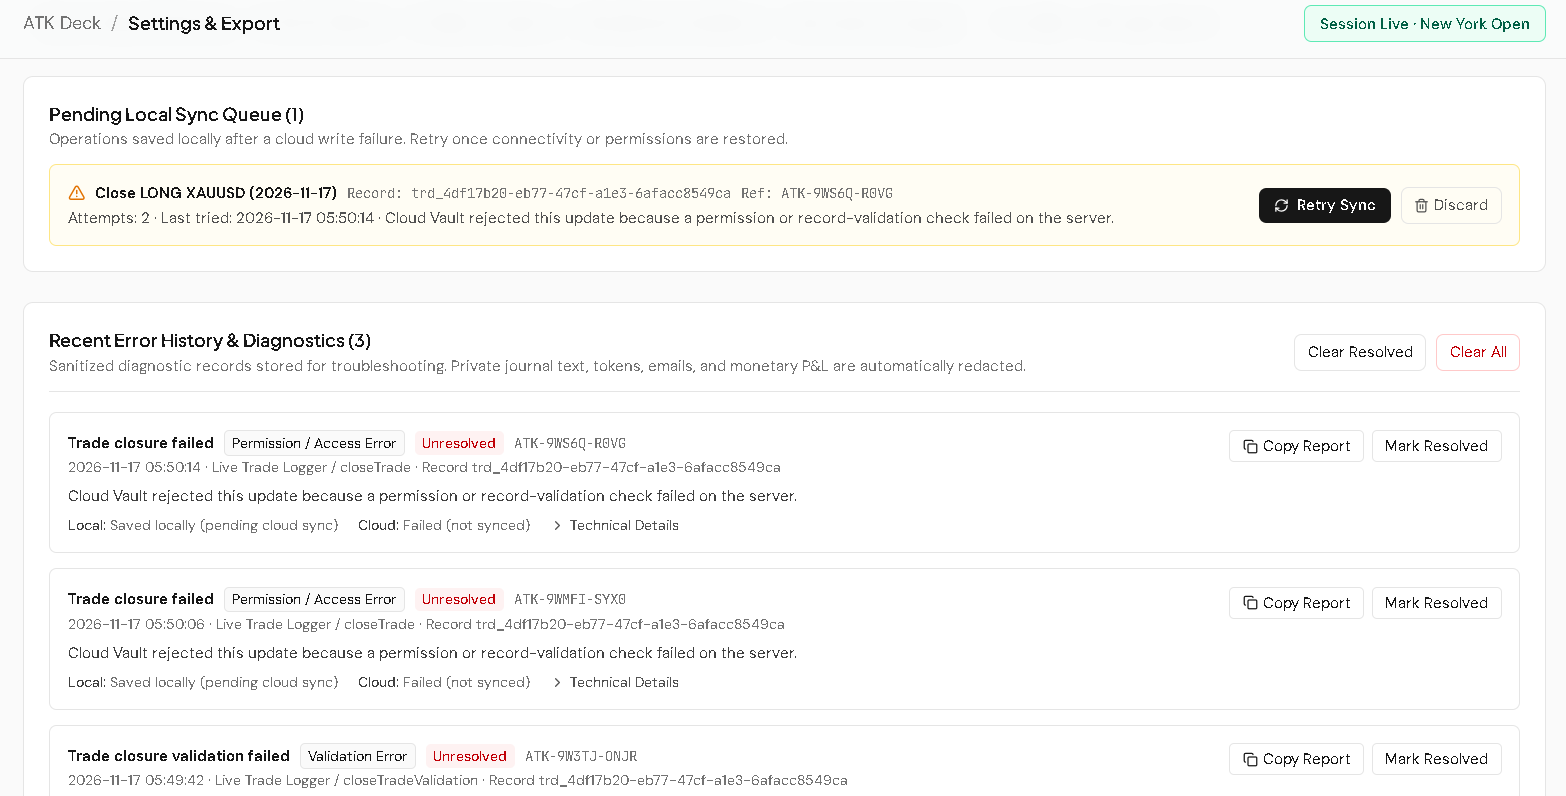 ATK Deck / Settings & Export
Session Live · New York Open
Pending Local Sync Queue (1)
Operations saved locally after a cloud write failure. Retry once connectivity or permissions are restored.
Close LONG XAUUSD (2026-11-17) Record: trd_4df17b20-eb77-47cf-a1e3-6afacc8549ca Ref: ATK-9WS6Q-R0VG
Attempts: 2 · Last tried: 2026-11-17 05:50:14 · Cloud Vault rejected this update because a permission or record-validation check failed on the server.
Retry Sync
Discard
Recent Error History & Diagnostics (3)
Sanitized diagnostic records stored for troubleshooting. Private journal text, tokens, emails, and monetary P&L are automatically redacted.
Clear Resolved
Clear All
Trade closure failed Permission / Access Error Unresolved ATK-9WS6Q-R0VG
2026-11-17 05:50:14 · Live Trade Logger / closeTrade · Record trd_4df17b20-eb77-47cf-a1e3-6afacc8549ca
Cloud Vault rejected this update because a permission or record-validation check failed on the server.
Local: Saved locally (pending cloud sync) Cloud: Failed (not synced) Technical Details
Copy Report
Mark Resolved
Trade closure failed Permission / Access Error Unresolved ATK-9WMFI-SYX0
2026-11-17 05:50:06 · Live Trade Logger / closeTrade · Record trd_4df17b20-eb77-47cf-a1e3-6afacc8549ca
Cloud Vault rejected this update because a permission or record-validation check failed on the server.
Local: Saved locally (pending cloud sync) Cloud: Failed (not synced) Technical Details
Copy Report
Mark Resolved
Trade closure validation failed Validation Error Unresolved ATK-9W3TJ-ONJR
2026-11-17 05:49:42 · Live Trade Logger / closeTradeValidation · Record trd_4df17b20-eb77-47cf-a1e3-6afacc8549ca
Copy Report
Mark Resolved